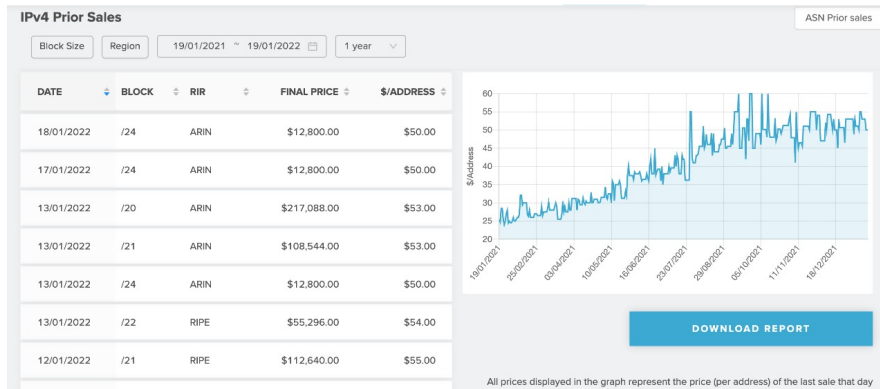 IPv4 Prior Sales
ASN Prior sales
Block Size Region 19/01/2021 ~ 19/01/2022 1 year
DATE BLOCK RIR FINAL PRICE $/ADDRESS
18/01/2022 /24 ARIN $12,800.00 $50.00
17/01/2022 /24 ARIN $12,800.00 $50.00
13/01/2022 /20 ARIN $217,088.00 $53.00
13/01/2022 /21 ARIN $108,544.00 $53.00
13/01/2022 /24 ARIN $12,800.00 $50.00
13/01/2022 /22 RIPE $55,296.00 $54.00
12/01/2022 /21 RIPE $112,640.00 $55.00
60
55
50
45
40
35
30
25
20
$/Address
19/01/2021 25/02/2021 03/04/2021 10/05/2021 16/06/2021 23/07/2021 29/08/2021 05/10/2021 11/11/2021 18/12/2021
DOWNLOAD REPORT
All prices displayed in the graph represent the price (per address) of the last sale that day